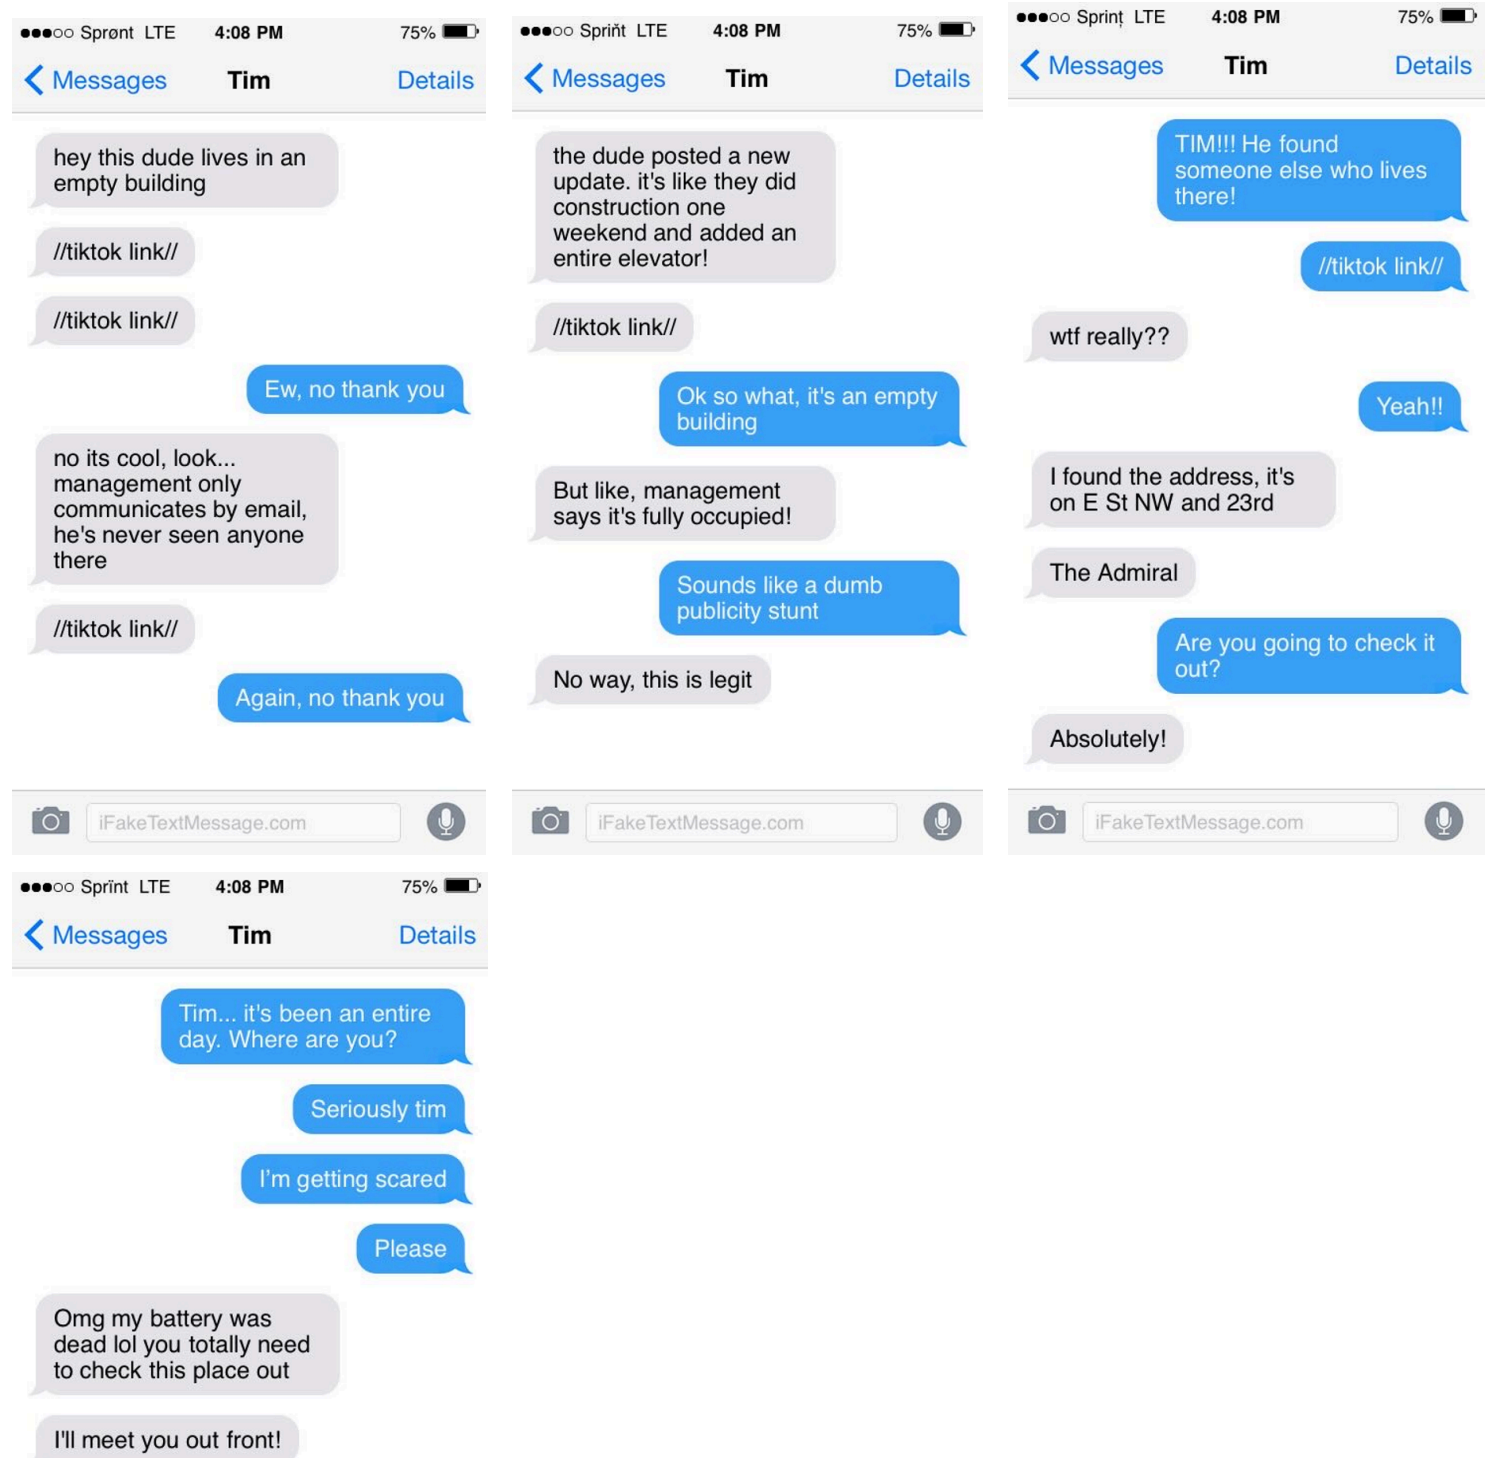 ●●●○○ Sprønt LTE 4:08 PM 75%
Messages Tim Details
hey this dude lives in an
empty building
//tiktok link//
//tiktok link//
Ew, no thank you
no its cool, look...
management only
communicates by email,
he's never seen anyone
there
//tiktok link//
Again, no thank you
iFakeTextMessage.com
●●●○○ Spriňt LTE 4:08 PM 75%
Messages Tim Details
the dude posted a new
update. it's like they did
construction one
weekend and added an
entire elevator!
//tiktok link//
Ok so what, it's an empty
building
But like, management
says it's fully occupied!
Sounds like a dumb
publicity stunt
No way, this is legit
iFakeTextMessage.com
●●●○○ Sprinţ LTE 4:08 PM 75%
Messages Tim Details
TIM!!! He found
someone else who lives
there!
//tiktok link//
wtf really??
Yeah!!
I found the address, it's
on E St NW and 23rd
The Admiral
Are you going to check it
out?
Absolutely!
iFakeTextMessage.com
●●●○○ Sprïnt LTE 4:08 PM 75%
Messages Tim Details
Tim... it's been an entire
day. Where are you?
Seriously tim
I'm getting scared
Please
Omg my battery was
dead lol you totally need
to check this place out
I'll meet you out front!